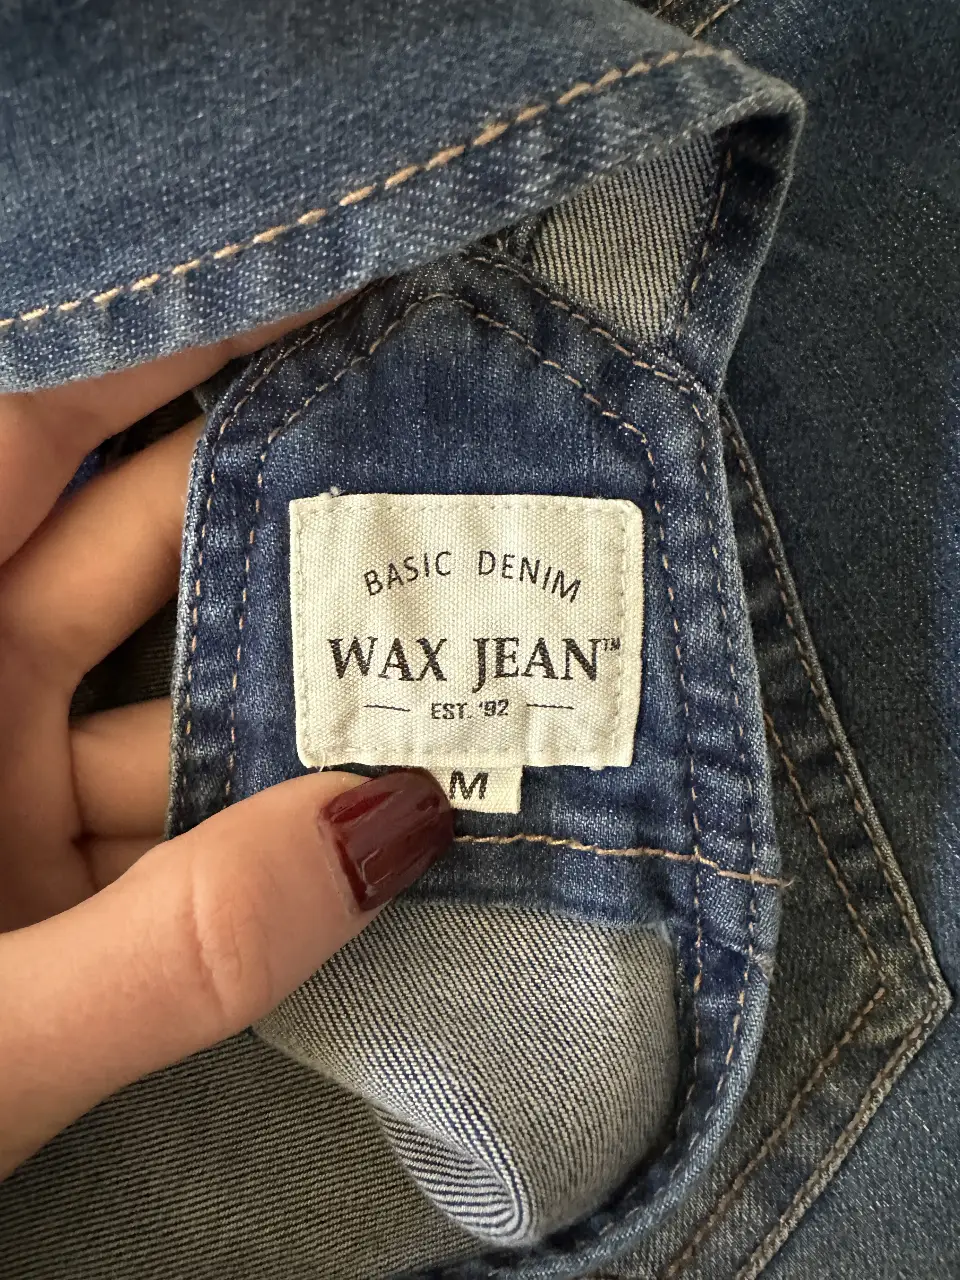 BASIC DENIM
WAX JEAN™
EST. '92
M